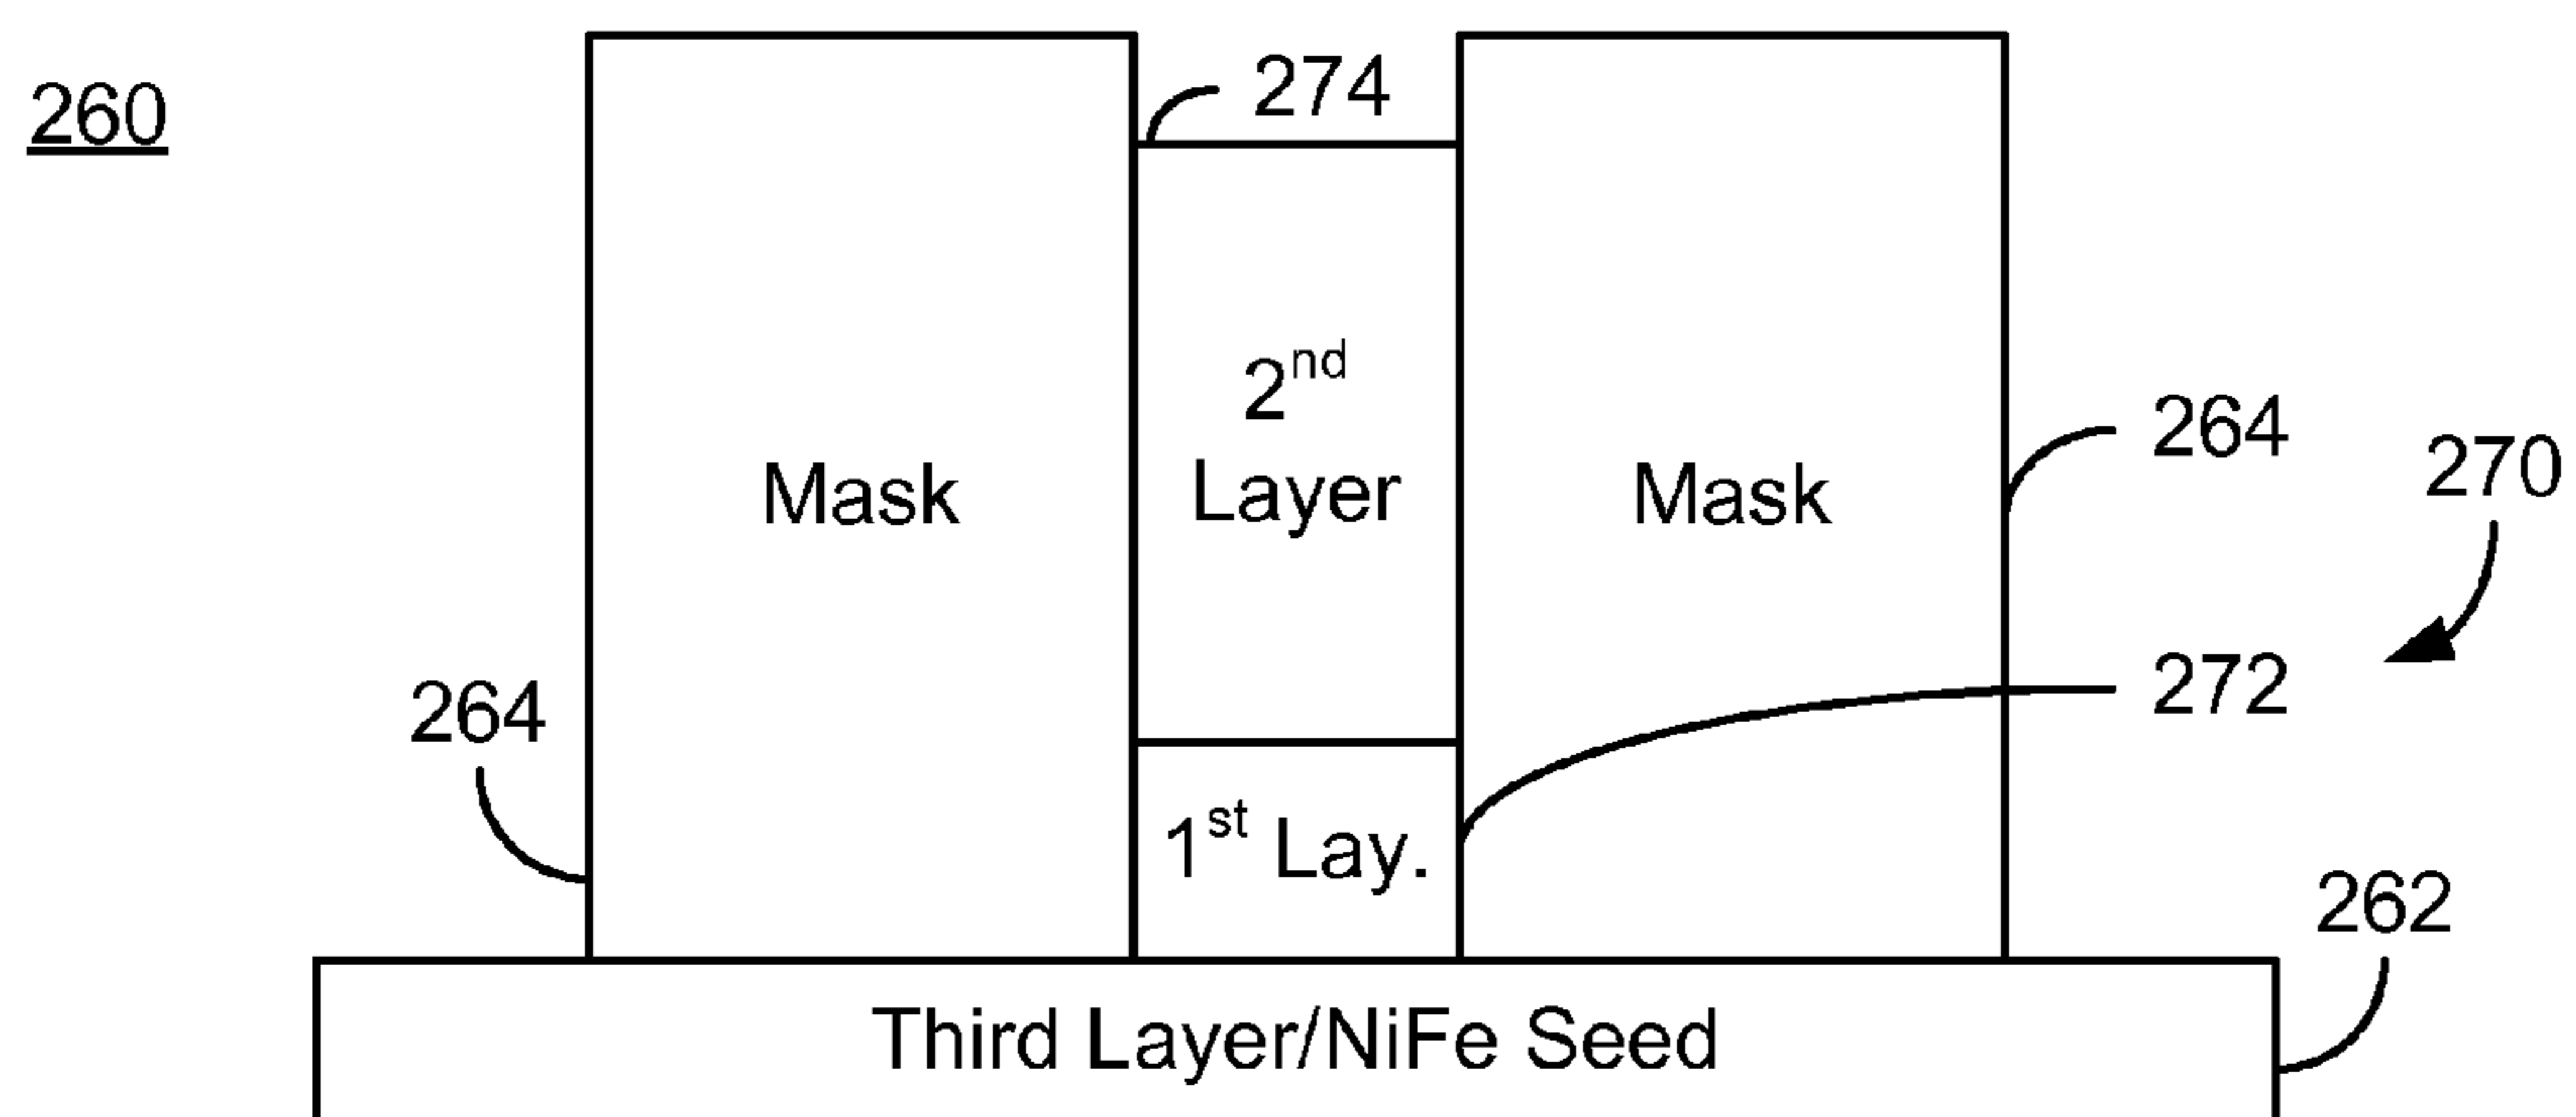 260
274
2nd
Layer
Mask
Mask
264
270
264
272
1st Lay.
262
Third Layer/NiFe Seed